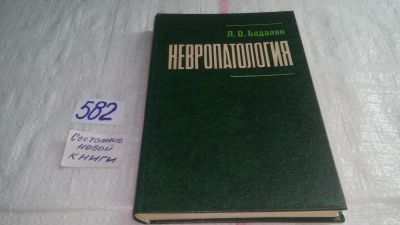 Л.О. Бадалян
НЕВРОПАТОЛОГИЯ
582
Состояние
новой
книги